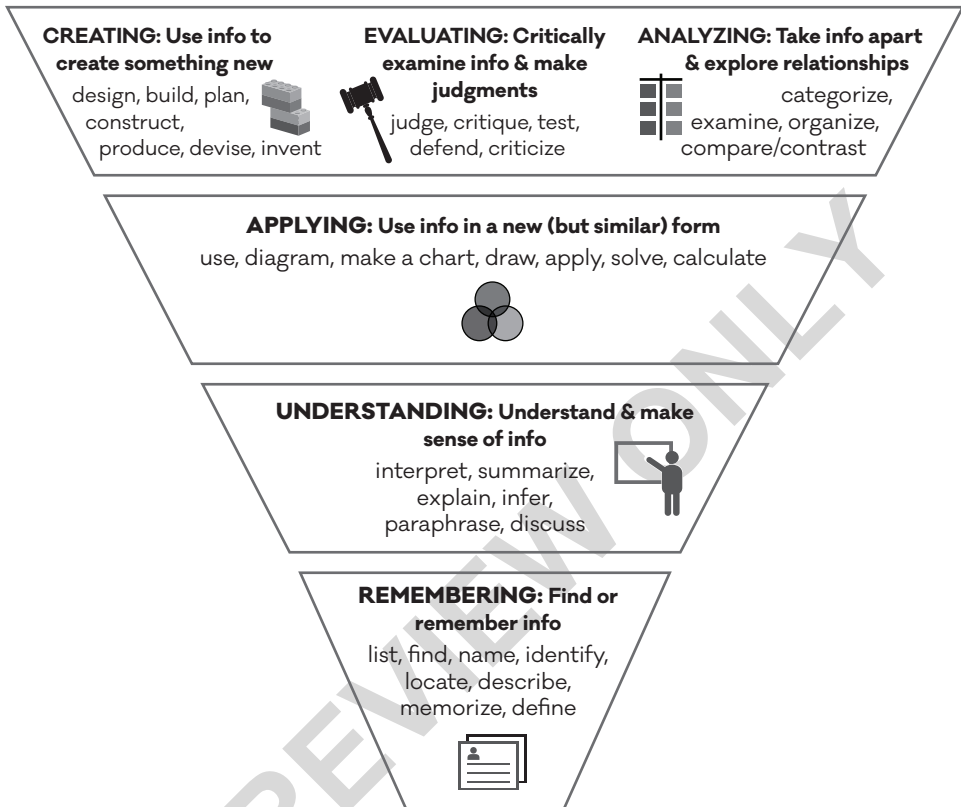 CREATING: Use info to
create something new
design, build, plan,
construct,
produce, devise, invent
EVALUATING: Critically
examine info & make
judgments
judge, critique, test,
defend, criticize
ANALYZING: Take info apart
& explore relationships
categorize,
examine, organize,
compare/contrast
APPLYING: Use info in a new (but similar) form
use, diagram, make a chart, draw, apply, solve, calculate
UNDERSTANDING: Understand & make
sense of info
interpret, summarize,
explain, infer,
paraphrase, discuss
REMEMBERING: Find or
remember info
list, find, name, identify,
locate, describe,
memorize, define
REVIEW ONLY